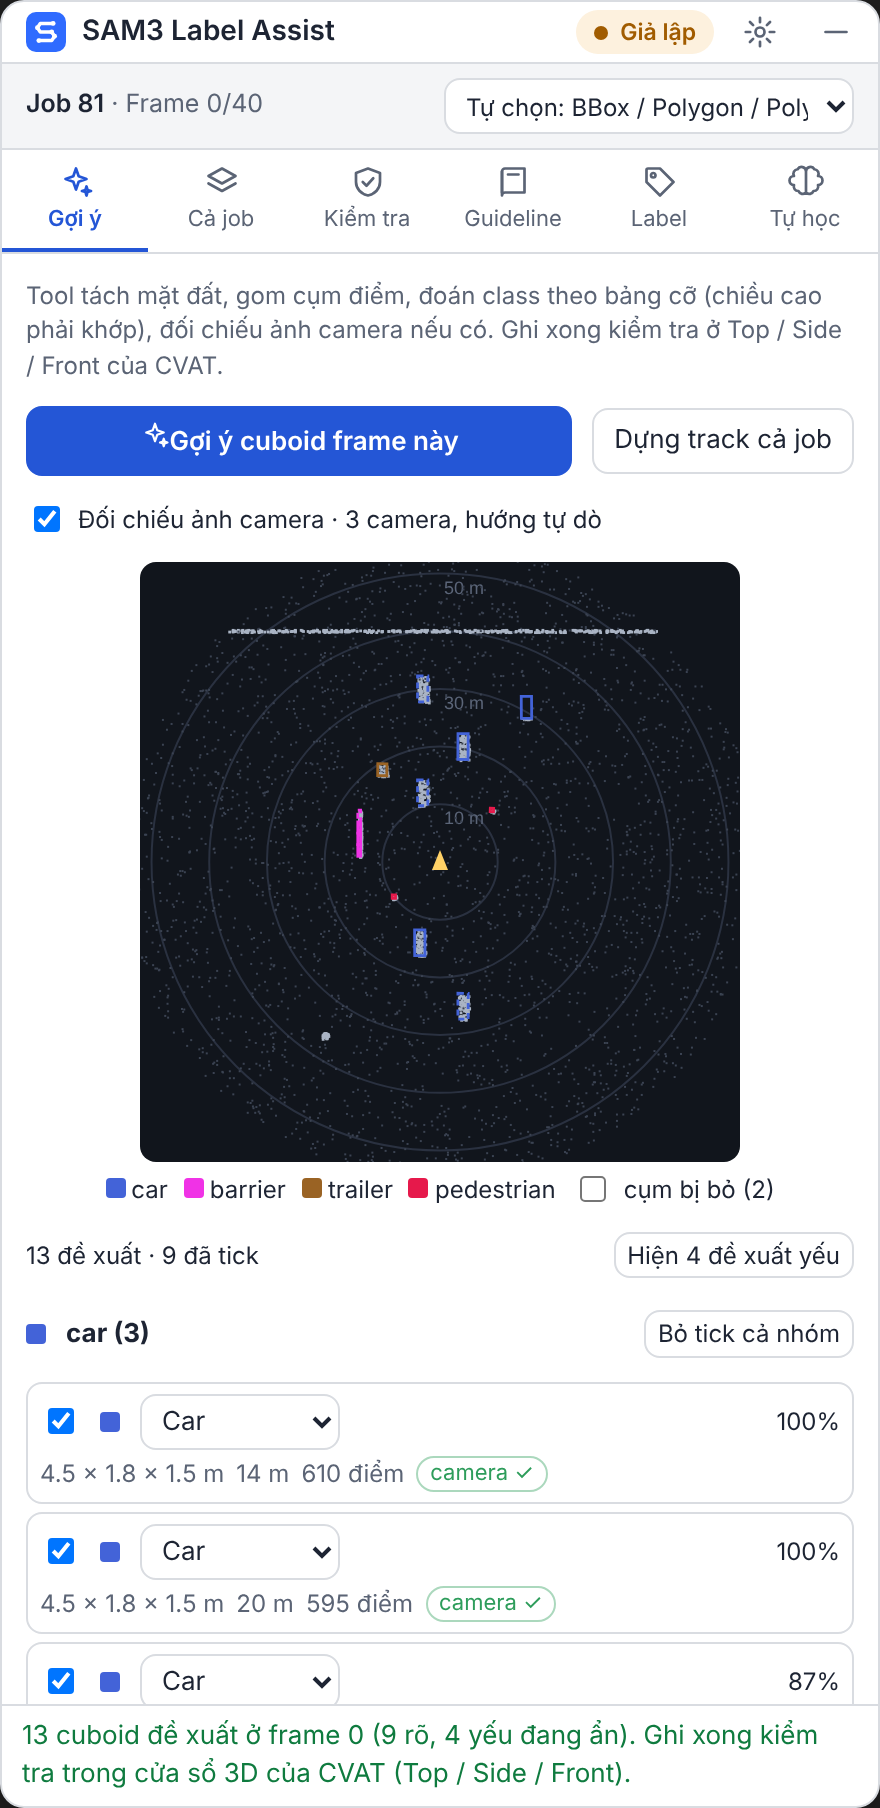 SAM3 Label Assist
Giả lập
Job 81 · Frame 0/40
Tự chọn: BBox / Polygon / Poly
Gợi ý
Cả job
Kiểm tra
Guideline
Label
Tự học
Tool tách mặt đất, gom cụm điểm, đoán class theo bảng cỡ (chiều cao
phải khớp), đối chiếu ảnh camera nếu có. Ghi xong kiểm tra ở Top / Side
/ Front của CVAT.
Gợi ý cuboid frame này
Dựng track cả job
Đối chiếu ảnh camera · 3 camera, hướng tự dò
50 m
30 m
10 m
car
barrier
trailer
pedestrian
cụm bị bỏ (2)
13 đề xuất · 9 đã tick
Hiện 4 đề xuất yếu
car (3)
Bỏ tick cả nhóm
Car
100%
4.5 × 1.8 × 1.5 m 14 m 610 điểm camera ✓
Car
100%
4.5 × 1.8 × 1.5 m 20 m 595 điểm camera ✓
Car
87%
13 cuboid đề xuất ở frame 0 (9 rõ, 4 yếu đang ẩn). Ghi xong kiểm
tra trong cửa sổ 3D của CVAT (Top / Side / Front).